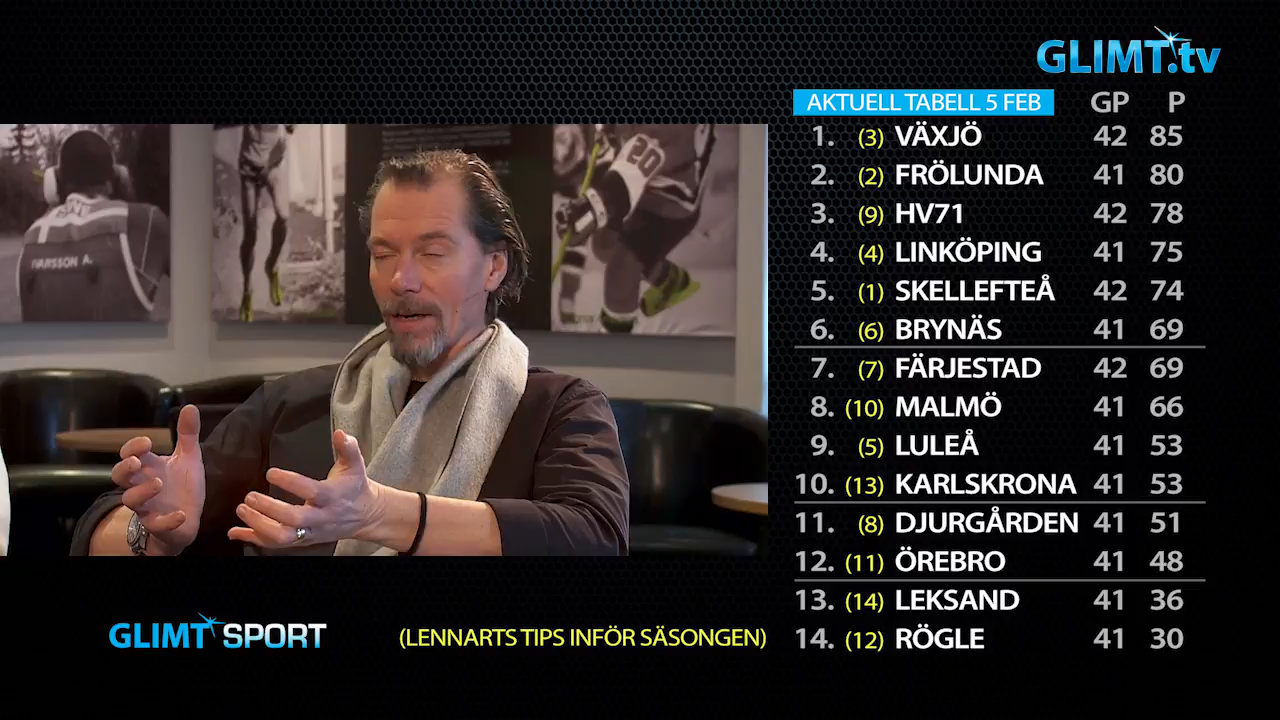 GLIMT.tv
AKTUELL TABELL 5 FEB GP P
1. (3) VÄXJÖ 42 85
2. (2) FRÖLUNDA 41 80
3. (9) HV71 42 78
4. (4) LINKÖPING 41 75
5. (1) SKELLEFTEÅ 42 74
6. (6) BRYNÄS 41 69
7. (7) FÄRJESTAD 42 69
8. (10) MALMÖ 41 66
9. (5) LULEÅ 41 53
10. (13) KARLSKRONA 41 53
11. (8) DJURGÅRDEN 41 51
12. (11) ÖREBRO 41 48
13. (14) LEKSAND 41 36
14. (12) RÖGLE 41 30
20
IVARSSON A.
GLIMT SPORT
(LENNARTS TIPS INFÖR SÄSONGEN)